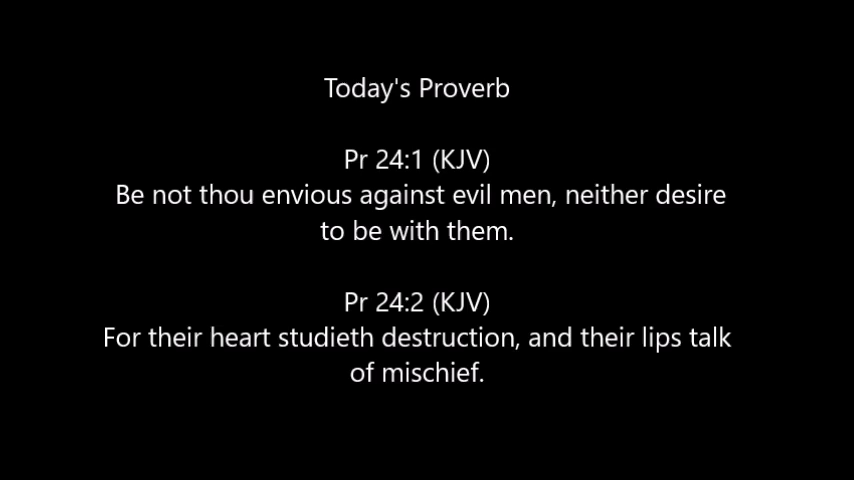 Today's Proverb
Pr 24:1 (KJV)
Be not thou envious against evil men, neither desire
to be with them.
Pr 24:2 (KJV)
For their heart studieth destruction, and their lips talk
of mischief.